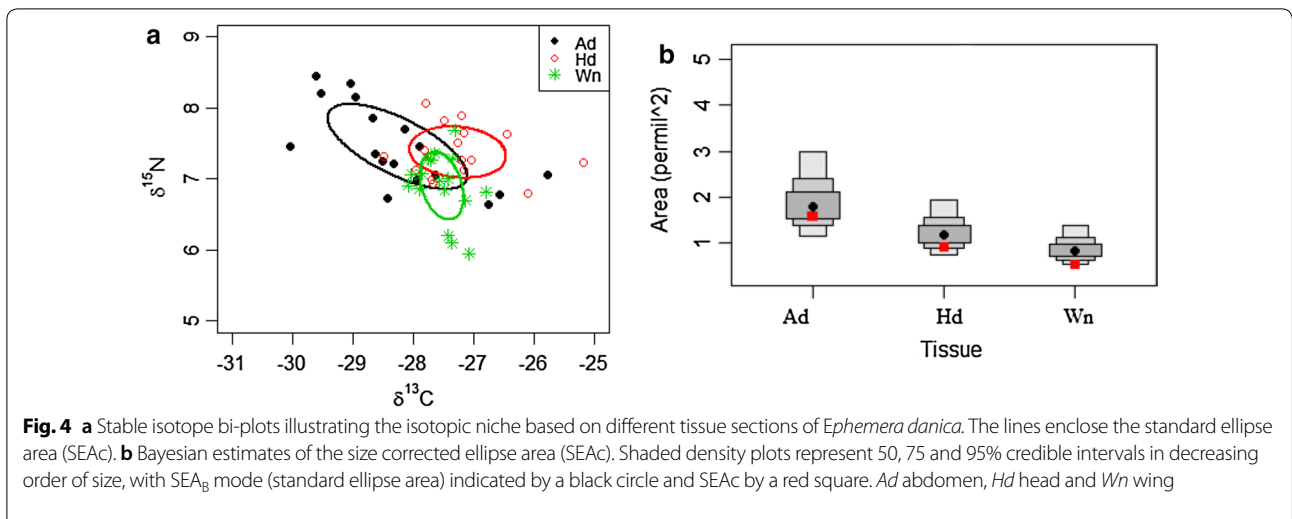 a
9
8
7
6
5
δ15N
-31 -30 -29 -28 -27 -26 -25
δ13C
Ad
Hd
Wn
b
5
4
3
2
1
Area (permil^2)
Ad Hd Wn
Tissue
Fig. 4 a Stable isotope bi-plots illustrating the isotopic niche based on different tissue sections of Ephemera danica. The lines enclose the standard ellipse
area (SEAc). b Bayesian estimates of the size corrected ellipse area (SEAc). Shaded density plots represent 50, 75 and 95% credible intervals in decreasing
order of size, with SEAB mode (standard ellipse area) indicated by a black circle and SEAc by a red square. Ad abdomen, Hd head and Wn wing